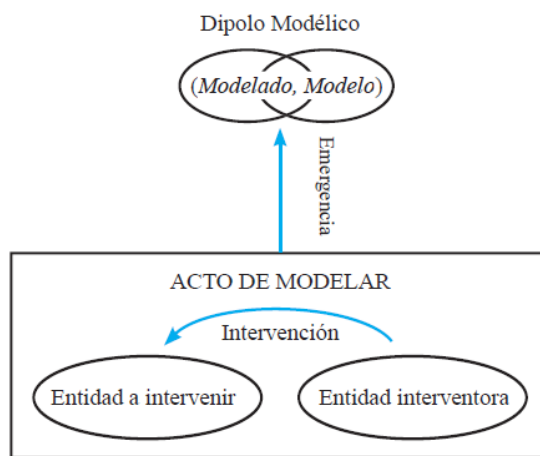 Dipolo Modélico
(Modelado, Modelo)
Emergencia
ACTO DE MODELAR
Intervención
Entidad a intervenir
Entidad interventora